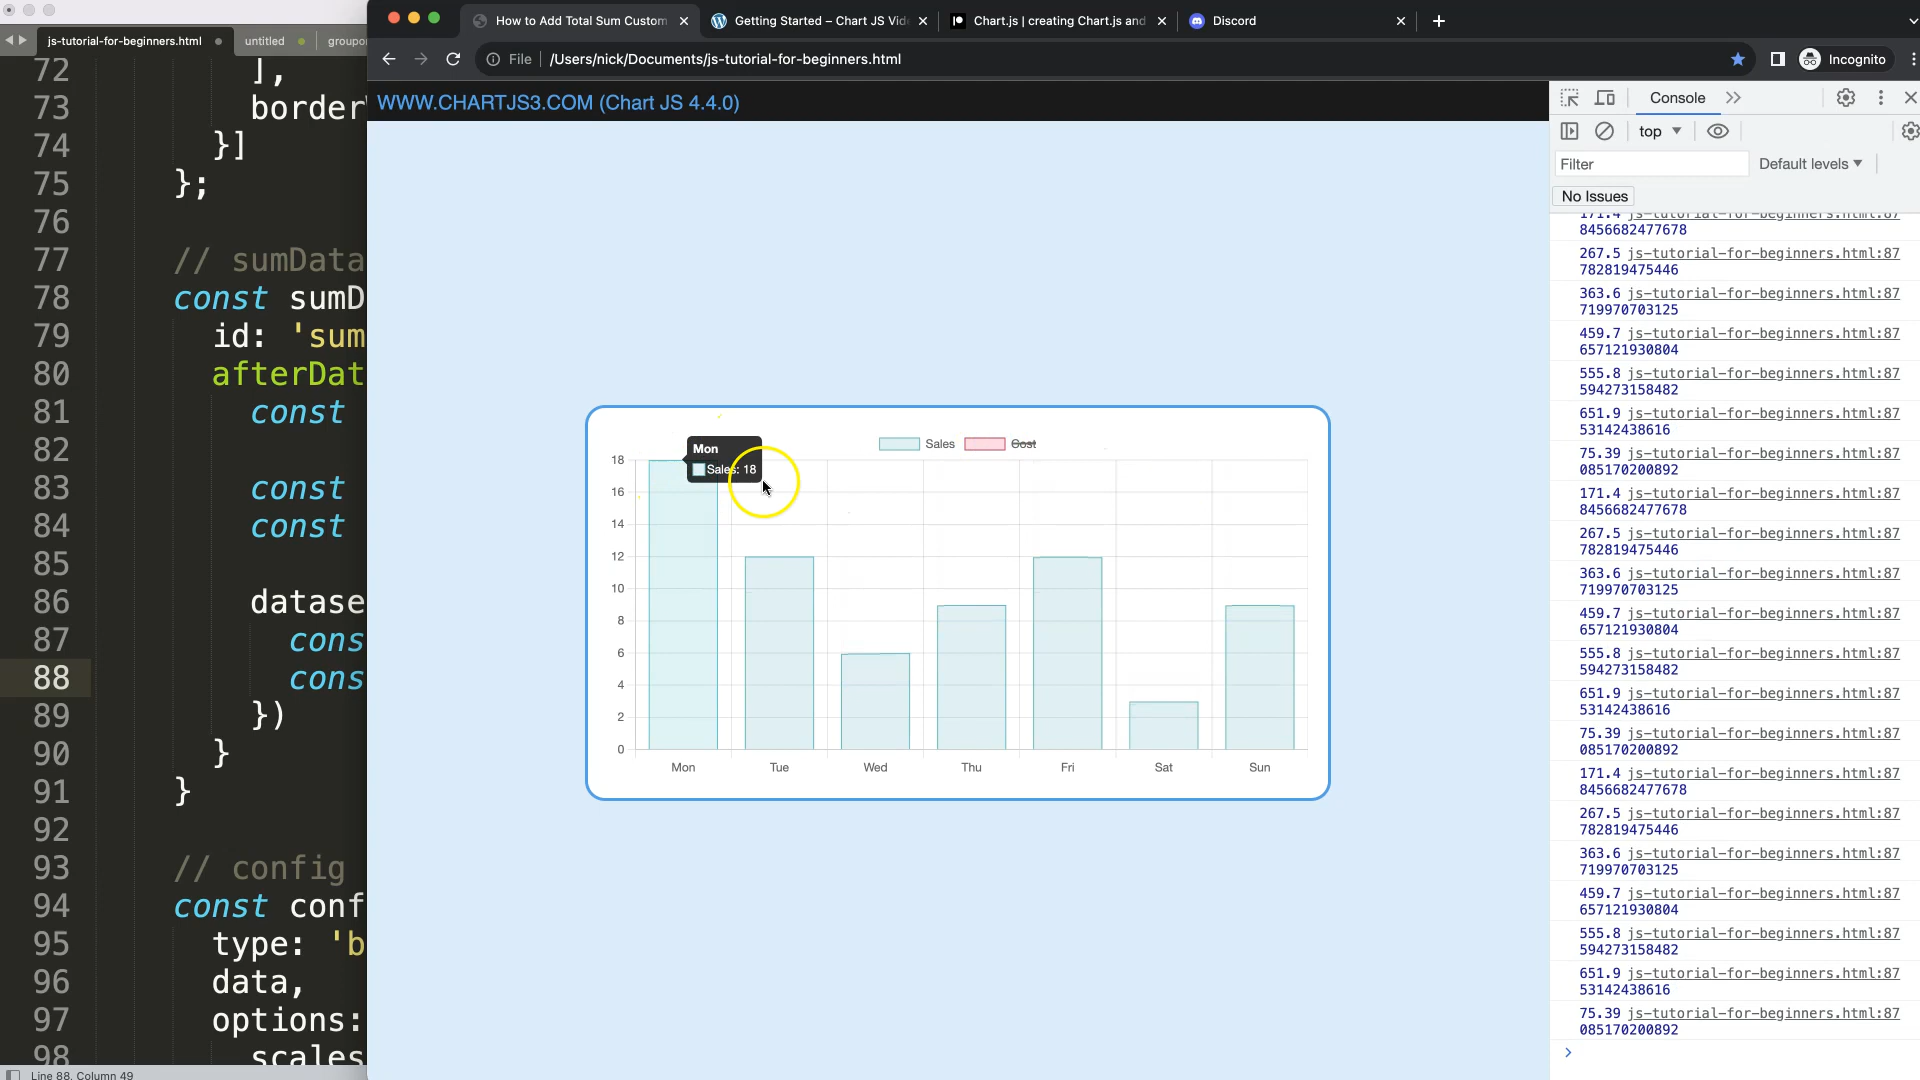 js-tutorial-for-beginners.html
untitled
How to Add Total Sum Custom
Getting Started – Chart JS Vid
Chart.js | creating Chart.js and
Discord
File
/Users/nick/Documents/js-tutorial-for-beginners.html
Incognito
72 ],
73 border
74 }]
75 };
76
77 // sumData
78 const sumD
79 id: 'sum
80 afterDat
81 const
82
83 const
84 const
85
86 datase
87 cons
88 cons
89 })
90 }
91 }
92
93 // config
94 const conf
95 type: 'b
96 data,
97 options:
98 scales
Line 88, Column 49
WWW.CHARTJS3.COM (Chart JS 4.4.0)
Sales Cost
Mon
Sales: 18
18
16
14
12
10
8
6
4
2
0
Mon Tue Wed Thu Fri Sat Sun
Console
top
Filter
Default levels
No Issues
171.4 js-tutorial-for-beginners.html:87
8456682477678
267.5 js-tutorial-for-beginners.html:87
782819475446
363.6 js-tutorial-for-beginners.html:87
719970703125
459.7 js-tutorial-for-beginners.html:87
657121930804
555.8 js-tutorial-for-beginners.html:87
594273158482
651.9 js-tutorial-for-beginners.html:87
53142438616
75.39 js-tutorial-for-beginners.html:87
085170200892
171.4 js-tutorial-for-beginners.html:87
8456682477678
267.5 js-tutorial-for-beginners.html:87
782819475446
363.6 js-tutorial-for-beginners.html:87
719970703125
459.7 js-tutorial-for-beginners.html:87
657121930804
555.8 js-tutorial-for-beginners.html:87
594273158482
651.9 js-tutorial-for-beginners.html:87
53142438616
75.39 js-tutorial-for-beginners.html:87
085170200892
171.4 js-tutorial-for-beginners.html:87
8456682477678
267.5 js-tutorial-for-beginners.html:87
782819475446
363.6 js-tutorial-for-beginners.html:87
719970703125
459.7 js-tutorial-for-beginners.html:87
657121930804
555.8 js-tutorial-for-beginners.html:87
594273158482
651.9 js-tutorial-for-beginners.html:87
53142438616
75.39 js-tutorial-for-beginners.html:87
085170200892